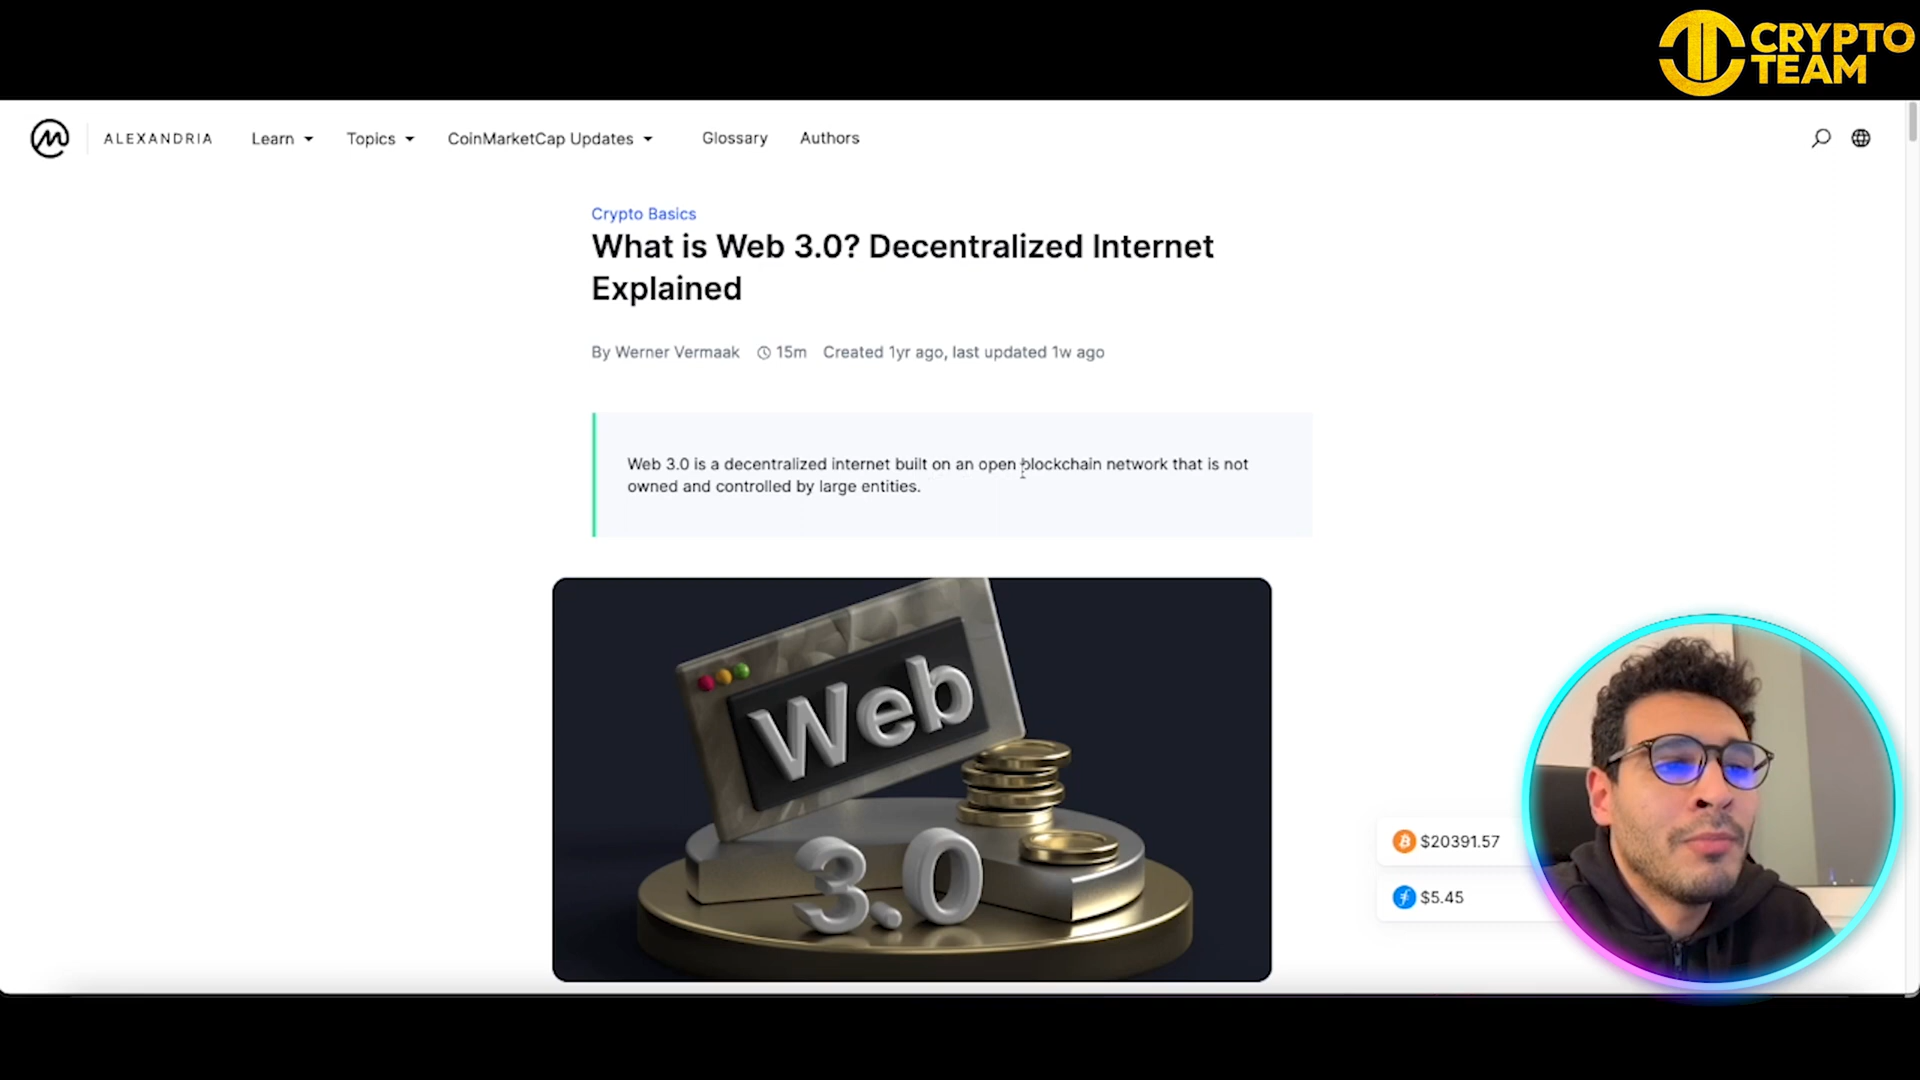 CRYPTO
TEAM
ALEXANDRIA Learn Topics CoinMarketCap Updates Glossary Authors
Crypto Basics
What is Web 3.0? Decentralized Internet
Explained
By Werner Vermaak 15m Created 1yr ago, last updated 1w ago
Web 3.0 is a decentralized internet built on an open blockchain network that is not
owned and controlled by large entities.
Web
3.0
$20391.57
$5.45